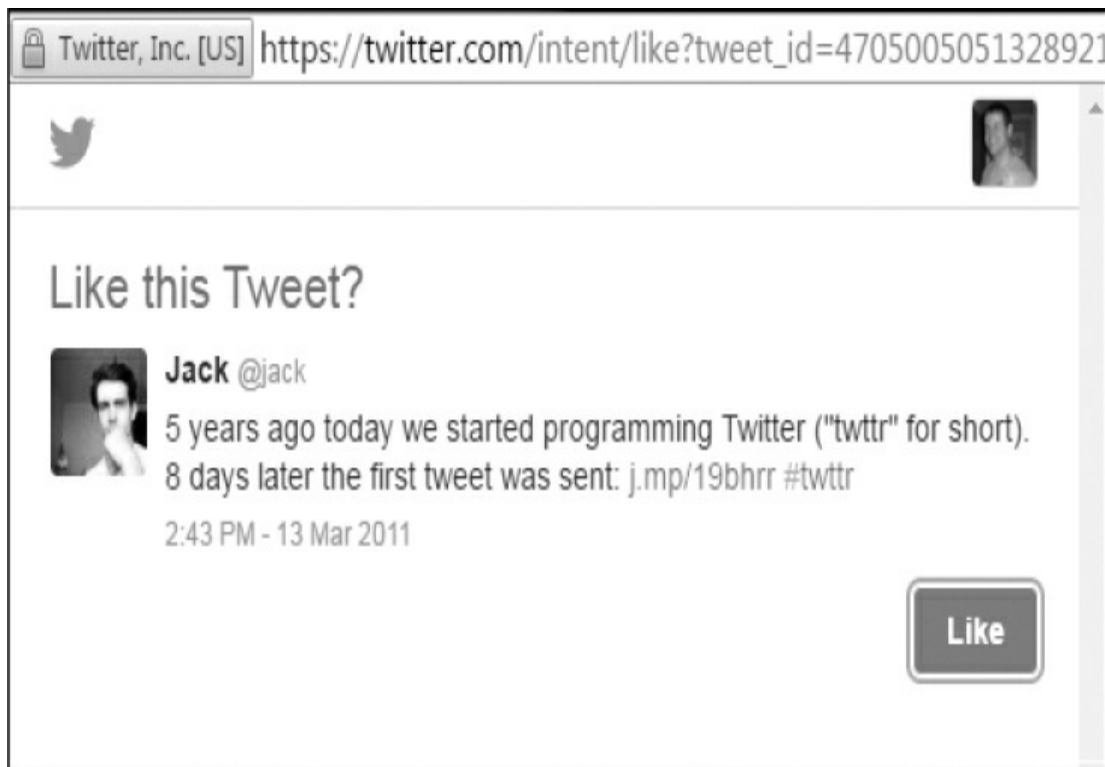 Twitter, Inc. [US] https://twitter.com/intent/like?tweet_id=4705005051328921
Like this Tweet?
Jack @jack
5 years ago today we started programming Twitter ("twttr" for short).
8 days later the first tweet was sent: j.mp/19bhrr #twttr
2:43 PM - 13 Mar 2011
Like